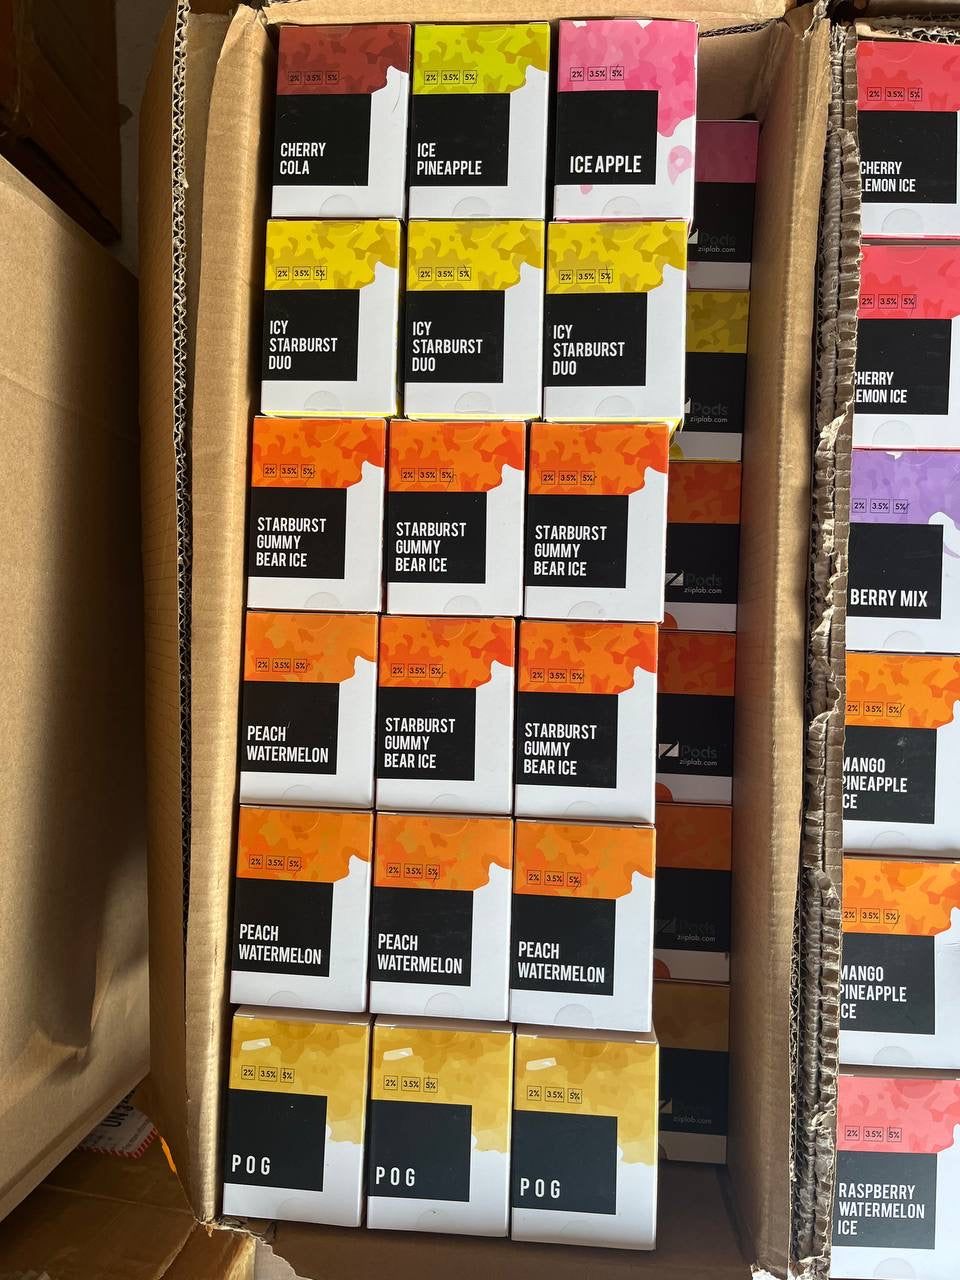 2% 3.5% 5%
CHERRY
COLA
2% 3.5% 5%
ICE
PINEAPPLE
2% 3.5% 5%
ICE APPLE
2% 3.5% 5%
ICY
STARBURST
DUO
2% 3.5% 5%
ICY
STARBURST
DUO
2% 3.5% 5%
ICY
STARBURST
DUO
2% 3.5% 5%
STARBURST
GUMMY
BEAR ICE
2% 3.5% 5%
STARBURST
GUMMY
BEAR ICE
2% 3.5% 5%
STARBURST
GUMMY
BEAR ICE
2% 3.5% 5%
PEACH
WATERMELON
2% 3.5% 5%
STARBURST
GUMMY
BEAR ICE
2% 3.5% 5%
STARBURST
GUMMY
BEAR ICE
2% 3.5% 5%
PEACH
WATERMELON
2% 3.5% 5%
PEACH
WATERMELON
2% 3.5% 5%
PEACH
WATERMELON
2% 3.5% 5%
POG
2% 3.5% 5%
POG
2% 3.5% 5%
POG
Pods
ziiplab.com
Pods
ziiplab.com
Pods
ziiplab.com
Pods
ziiplab.com
ziiplab.com
Pods
ziiplab.com
2% 3.5% 5%
CHERRY
LEMON ICE
2% 3.5% 5%
CHERRY
LEMON ICE
2% 3.5% 5%
BERRY MIX
2% 3.5% 5%
MANGO
PINEAPPLE
ICE
2% 3.5% 5%
MANGO
PINEAPPLE
ICE
2% 3.5% 5%
RASPBERRY
WATERMELON
ICE